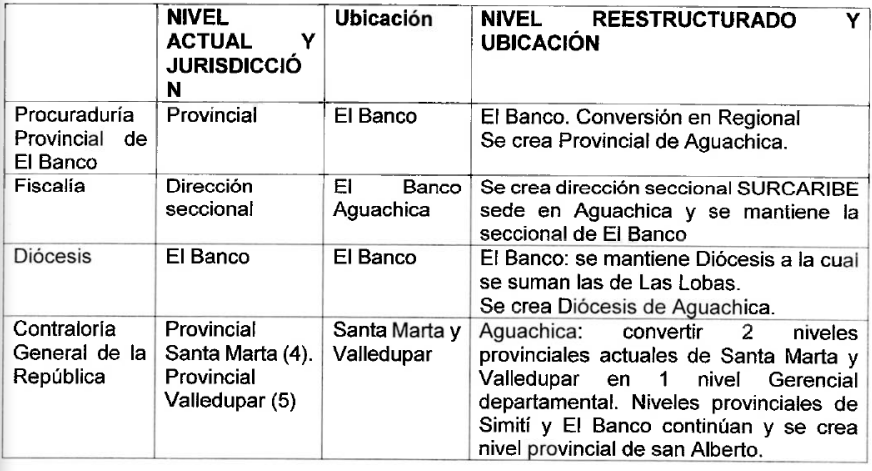 NIVEL
ACTUAL Y
JURISDICCIÓ
N
Ubicación
NIVEL REESTRUCTURADO Y
UBICACIÓN
Procuraduría
Provincial de
El Banco
Provincial
El Banco
El Banco. Conversión en Regional
Se crea Provincial de Aguachica.
Fiscalía
Dirección
seccional
El Banco
Aguachica
Se crea dirección seccional SURCARIBE
sede en Aguachica y se mantiene la
seccional de El Banco
Diócesis
El Banco
El Banco
El Banco: se mantiene Diócesis a la cual
se suman las de Las Lobas.
Se crea Diócesis de Aguachica.
Contraloría
General de la
República
Provincial
Santa Marta (4).
Provincial
Valledupar (5)
Santa Marta y
Valledupar
Aguachica: convertir 2 niveles
provinciales actuales de Santa Marta y
Valledupar en 1 nivel Gerencial
departamental. Niveles provinciales de
Simití y El Banco continúan y se crea
nivel provincial de san Alberto.